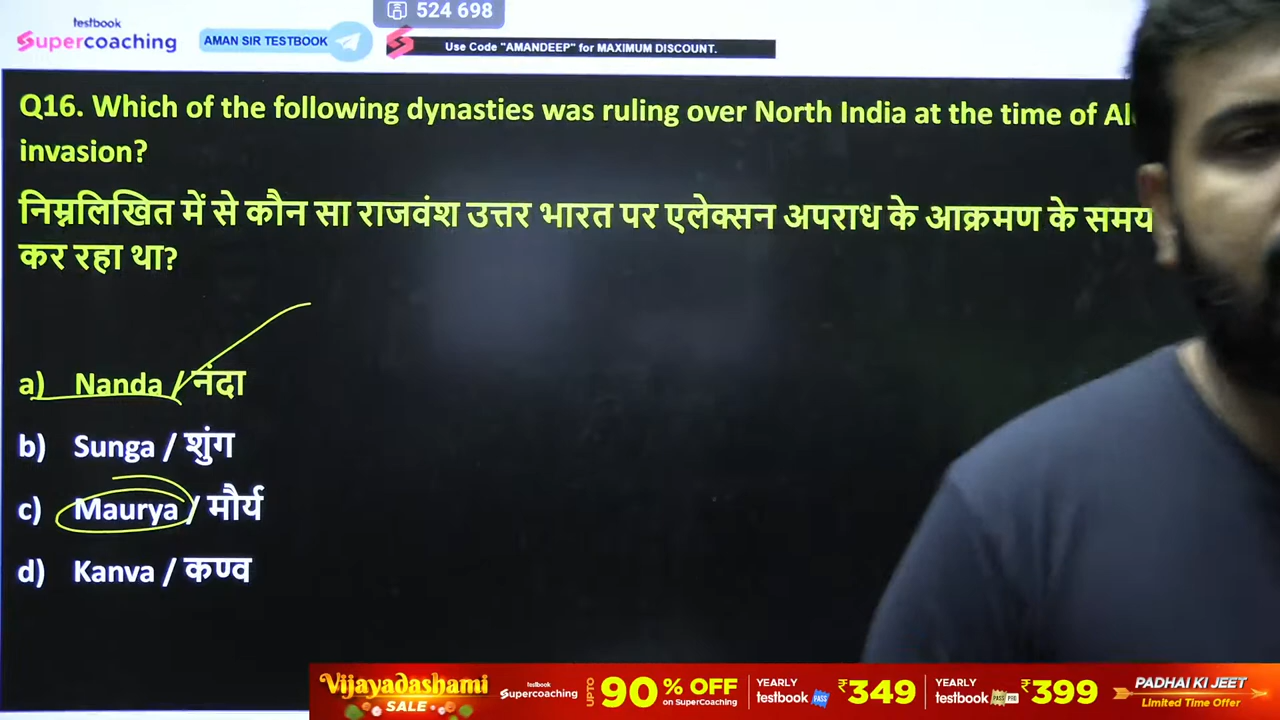 524 698
testbook
Supercoaching
AMAN SIR TESTBOOK
Use Code "AMANDEEP" for MAXIMUM DISCOUNT.
Q16. Which of the following dynasties was ruling over North India at the time of
invasion?
निम्नलिखित में से कौन सा राजवंश उत्तर भारत पर एलेक्सन अपराध के आक्रमण के समय
कर रहा था?
a) Nanda / नंदा
b) Sunga / शुंग
c) Maurya / मौर्य
d) Kanva / कण्व
Vijayadashami
SALE
testbook
Supercoaching
UPTO
90% OFF
on SuperCoaching
YEARLY
testbook PASS
₹349
YEARLY
testbook PASS PRO
₹399
PADHAI KI JEET
Limited Time Offer